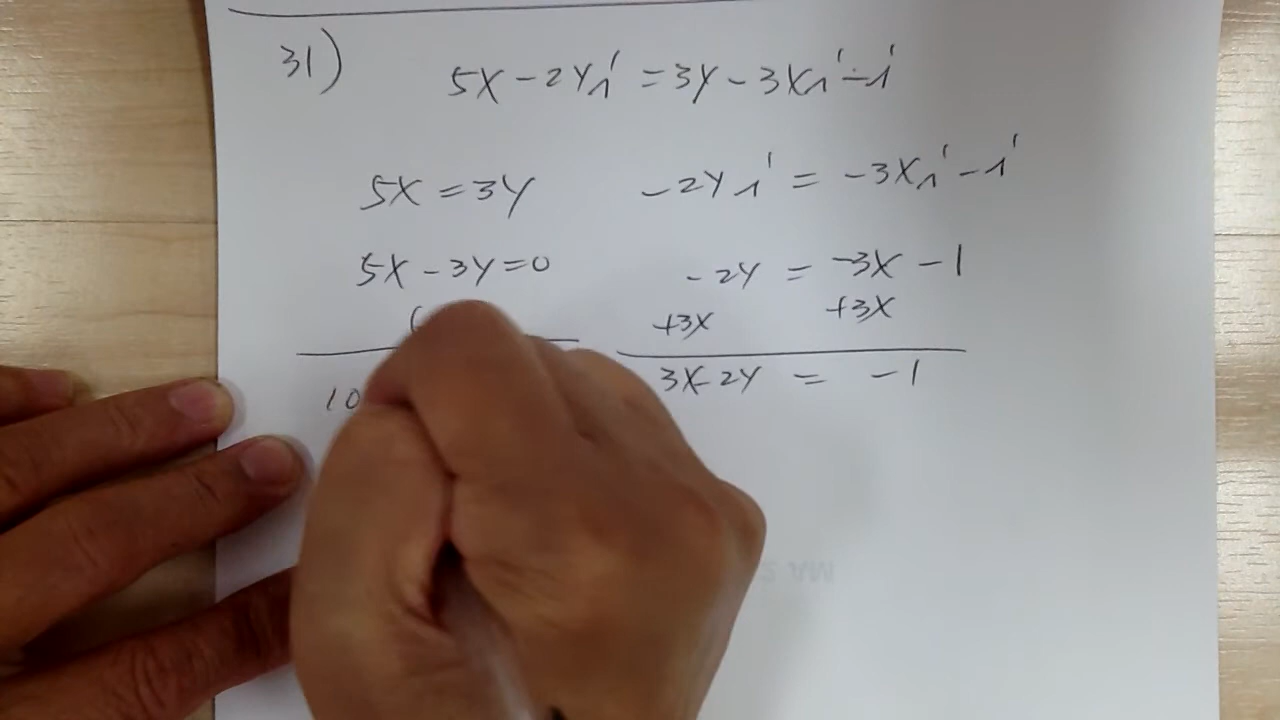 31)
5X - 2Yi = 3Y - 3Xi - i
5X = 3Y -2Yi = -3Xi - i
5X - 3Y = 0 -2Y = -3X - 1
( +3X +3X
10 3X - 2Y = -1